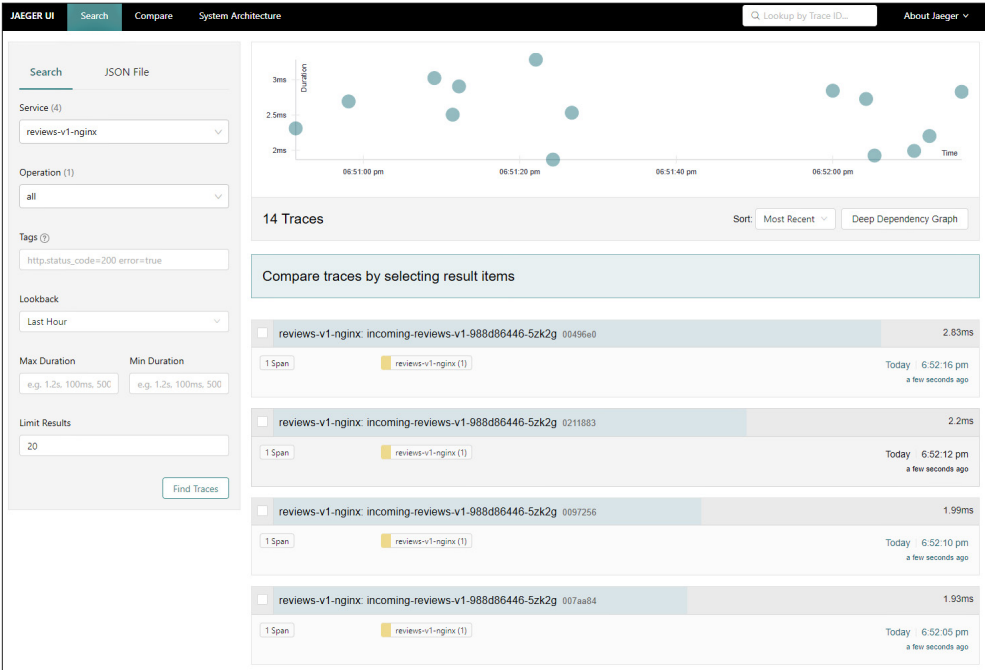 JAEGER UI Search Compare System Architecture Lookup by Trace ID... About Jaeger
Search JSON File
Service (4)
reviews-v1-nginx
Operation (1)
all
Tags
http.status_code=200 error=true
Lookback
Last Hour
Max Duration Min Duration
e.g. 1.2s, 100ms, 500 e.g. 1.2s, 100ms, 500
Limit Results
20
Find Traces
Duration
3ms
2.5ms
2ms
Time
06:51:00 pm 06:51:20 pm 06:51:40 pm 06:52:00 pm
14 Traces Sort: Most Recent Deep Dependency Graph
Compare traces by selecting result items
reviews-v1-nginx: incoming-reviews-v1-988d86446-5zk2g 00496e0 2.83ms
1 Span reviews-v1-nginx (1) Today 6:52:16 pm
a few seconds ago
reviews-v1-nginx: incoming-reviews-v1-988d86446-5zk2g 0211883 2.2ms
1 Span reviews-v1-nginx (1) Today 6:52:12 pm
a few seconds ago
reviews-v1-nginx: incoming-reviews-v1-988d86446-5zk2g 0097256 1.99ms
1 Span reviews-v1-nginx (1) Today 6:52:10 pm
a few seconds ago
reviews-v1-nginx: incoming-reviews-v1-988d86446-5zk2g 007aa84 1.93ms
1 Span reviews-v1-nginx (1) Today 6:52:05 pm
a few seconds ago